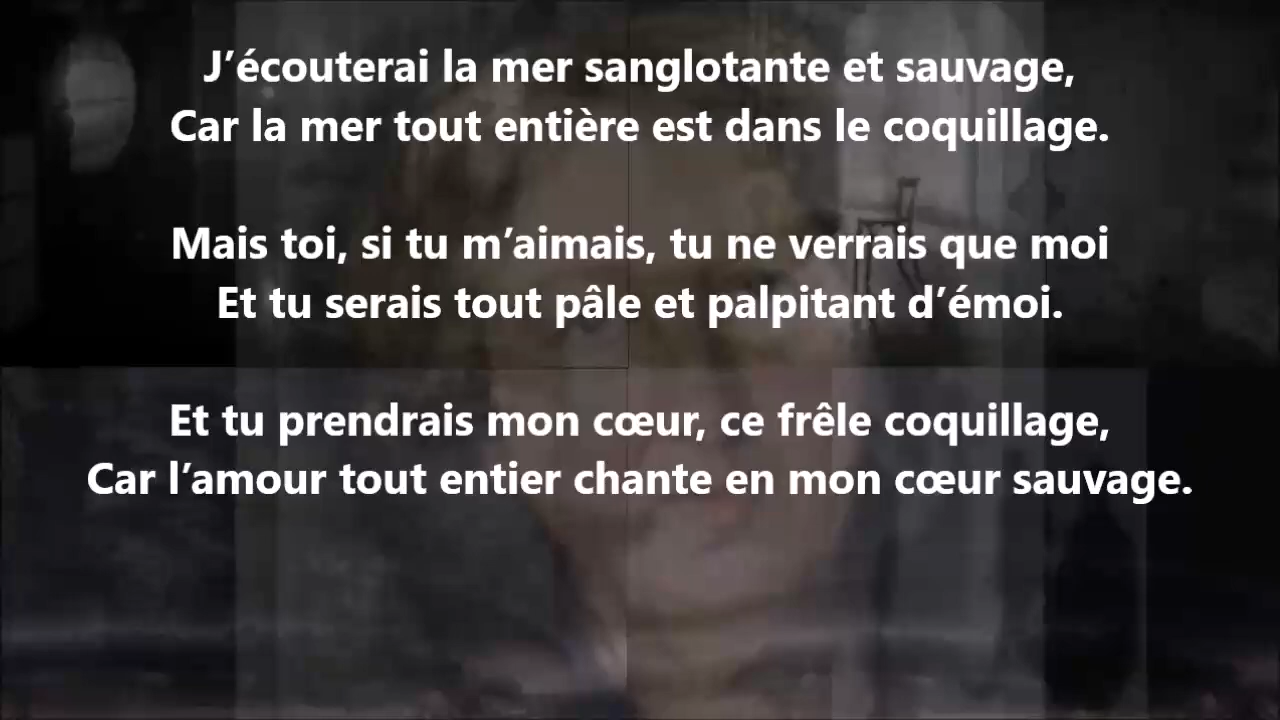 J’écouterai la mer sanglotante et sauvage,
Car la mer tout entière est dans le coquillage.
Mais toi, si tu m’aimais, tu ne verrais que moi
Et tu serais tout pâle et palpitant d’émoi.
Et tu prendrais mon cœur, ce frêle coquillage,
Car l’amour tout entier chante en mon cœur sauvage.